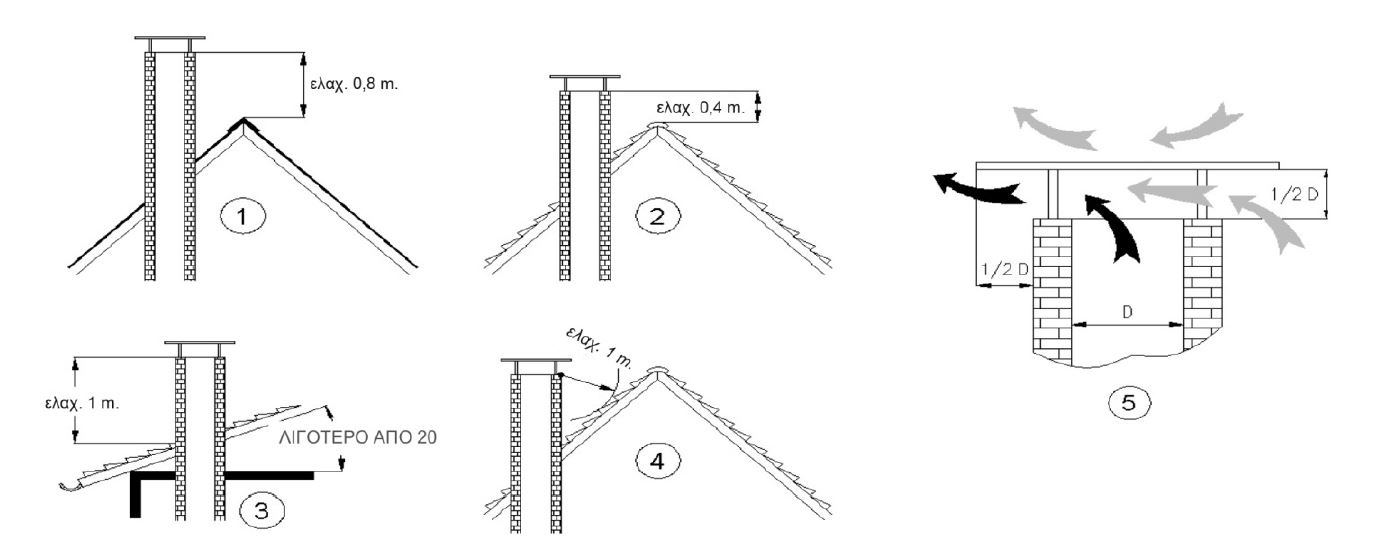 ελαχ. 0,8 m.
1
ελαχ. 0,4 m.
2
ελαχ. 1 m.
ΛΙΓΟΤΕΡΟ ΑΠΟ 20
3
ελαχ. 1 m.
4
1/2 D
1/2 D
D
5